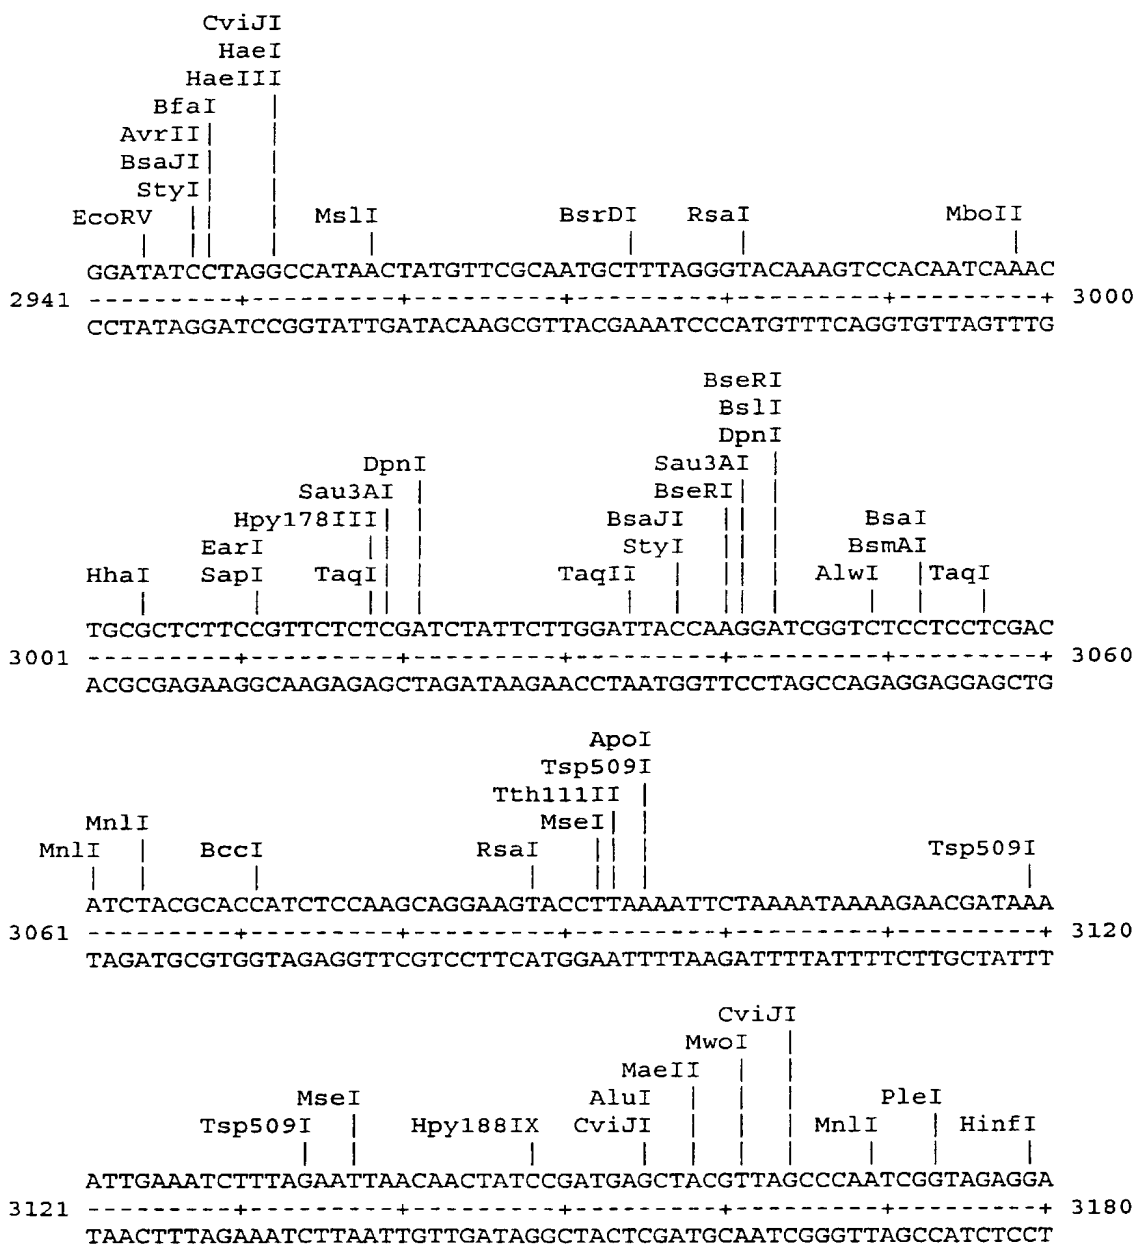 CviJI
HaeI
HaeIII
BfaI |
AvrII| |
BsaJI| |
StyI| |
EcoRV || | MslI BsrDI RsaI MboII
| || | | | | |
GGATATCCTAGGCCATAACTATGTTCGCAATGCTTTAGGGTACAAAGTCCACAATCAAAC
2941 ---------+---------+---------+---------+---------+---------+ 3000
CCTATAGGATCCGGTATTGATACAAGCGTTACGAAATCCCATGTTTCAGGTGTTAGTTTG
BseRI
BslI
DpnI
DpnI Sau3AI |
Sau3AI | BseRI| |
Hpy178III| | BsaJI || | BsaI
EarI || | StyI || | BsmAI
HhaI SapI TaqI|| | TaqII | || | AlwI |TaqI
| | || | | | || | | | |
TGCGCTCTTCCGTTCTCTCGATCTATTCTTGGATTACCAAGGATCGGTCTCCTCCTCGAC
3001 ---------+---------+---------+---------+---------+---------+ 3060
ACGCGAGAAGGCAAGAGAGCTAGATAAGAACCTAATGGTTCCTAGCCAGAGGAGGAGCTG
ApoI
Tsp509I
Tth111II |
MnlI MseI| |
MnlI | BccI RsaI || | Tsp509I
| | | | || | |
ATCTACGCACCATCTCCAAGCAGGAAGTACCTTAAAATTCTAAAATAAAAGAACGATAAA
3061 ---------+---------+---------+---------+---------+---------+ 3120
TAGATGCGTGGTAGAGGTTCGTCCTTCATGGAATTTTAAGATTTTATTTTCTTGCTATTT
CviJI
MwoI |
MaeII | |
MseI AluI | | | PleI
Tsp509I | Hpy188IX CviJI | | | MnlI | HinfI
| | | | | | | | | |
ATTGAAATCTTTAGAATTAACAACTATCCGATGAGCTACGTTAGCCCAATCGGTAGAGGA
3121 ---------+---------+---------+---------+---------+---------+ 3180
TAACTTTAGAAATCTTAATTGTTGATAGGCTACTCGATGCAATCGGGTTAGCCATCTCCT